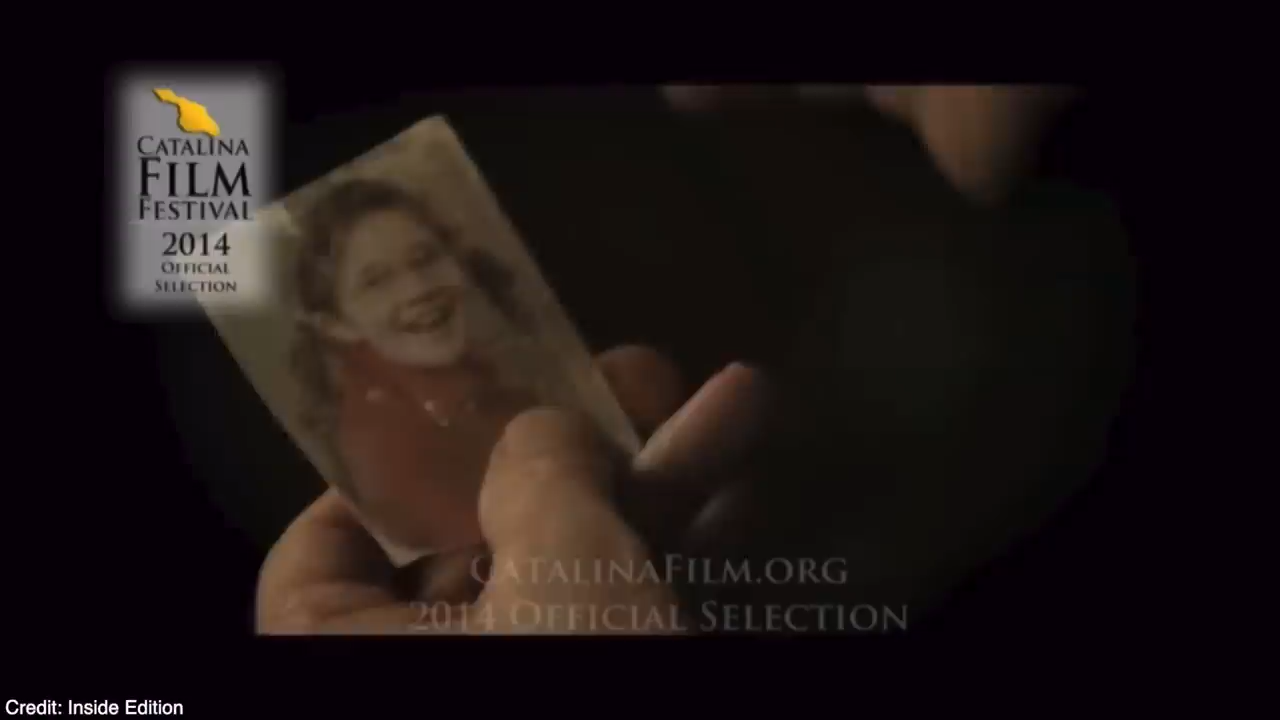 CATALINA
FILM
FESTIVAL
2014
OFFICIAL
SELECTION
CATALINAFILM.ORG
2014 OFFICIAL SELECTION
Credit: Inside Edition